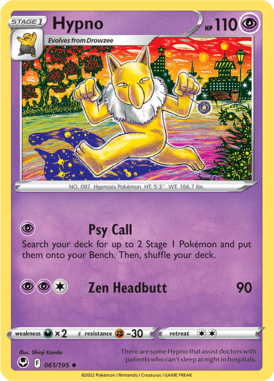 STAGE 1
Hypno
HP 110
Evolves from Drowzee
NO. 097 Hypnosis Pokémon HT: 5'3" WT: 166.7 lbs.
Psy Call
Search your deck for up to 2 Stage 1 Pokémon and put
them onto your Bench. Then, shuffle your deck.
Zen Headbutt 90
weakness ×2 resistance -30 retreat
Illus. Shinji Kanda
F 061/195
There are some Hypno that assist doctors with
patients who can't sleep at night in hospitals.
©2022 Pokémon / Nintendo / Creatures / GAME FREAK